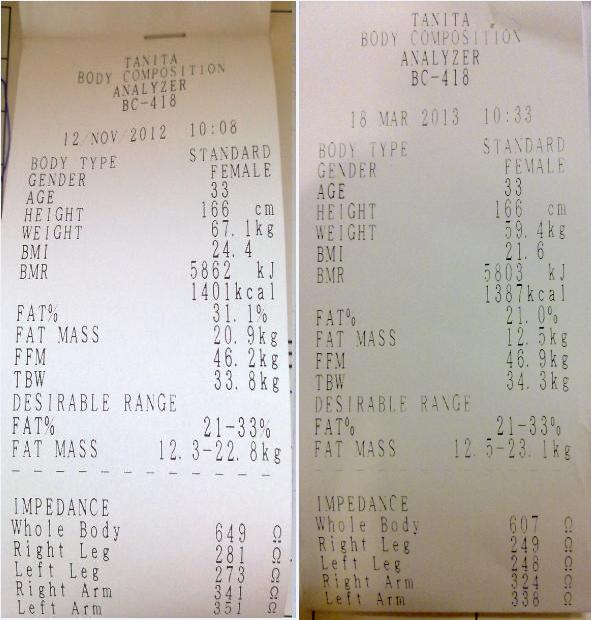 TANITA
BODY COMPOSITION
ANALYZER
BC-418
12/NOV/2012 10:08
BODY TYPE STANDARD
GENDER FEMALE
AGE 33
HEIGHT 166 cm
WEIGHT 67.1kg
BMI 24.4
BMR 5862 kJ
1401kcal
FAT% 31.1%
FAT MASS 20.9kg
FFM 46.2kg
TBW 33.8kg
DESIRABLE RANGE
FAT% 21-33%
FAT MASS 12.3-22.8kg
IMPEDANCE
Whole Body 649 Ω
Right Leg 281 Ω
Left Leg 273 Ω
Right Arm 341 Ω
Left Arm 351 Ω
TANITA
BODY COMPOSITION
ANALYZER
BC-418
18 MAR 2013 10:33
BODY TYPE STANDARD
GENDER FEMALE
AGE 33
HEIGHT 166 cm
WEIGHT 59.4kg
BMI 21.6
BMR 5803 kJ
1387kcal
FAT% 21.0%
FAT MASS 12.5kg
FFM 46.9kg
TBW 34.3kg
DESIRABLE RANGE
FAT% 21-33%
FAT MASS 12.5-23.1kg
IMPEDANCE
Whole Body 607 Ω
Right Leg 249 Ω
Left Leg 248 Ω
Right Arm 324 Ω
Left Arm 338 Ω